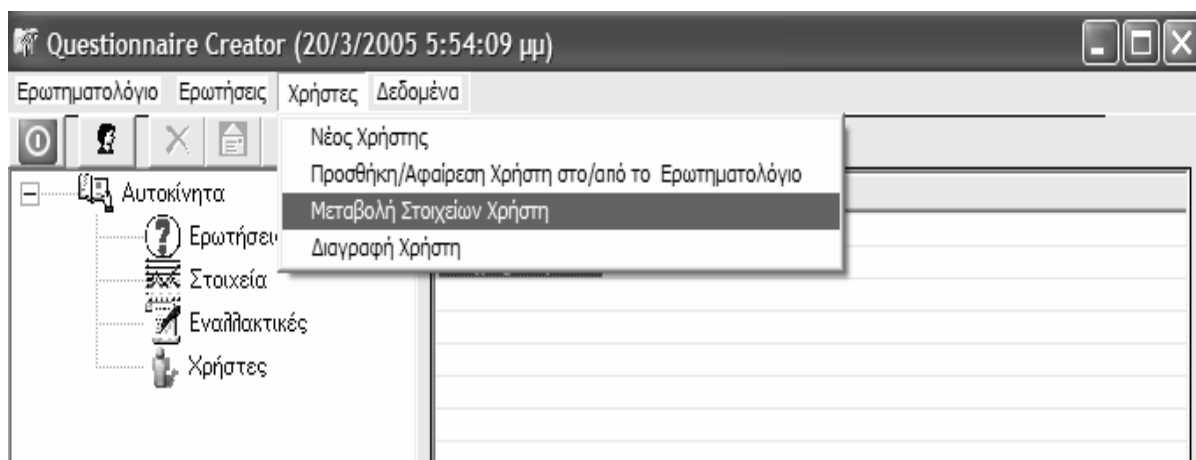 Questionnaire Creator (20/3/2005 5:54:09 μμ)
Ερωτηματολόγιο Ερωτήσεις Χρήστες Δεδομένα
Νέος Χρήστης
Προσθήκη/Αφαίρεση Χρήστη στο/από το Ερωτηματολόγιο
Μεταβολή Στοιχείων Χρήστη
Διαγραφή Χρήστη
Αυτοκίνητα
Στοιχεία
Εναλλακτικές
Χρήστες